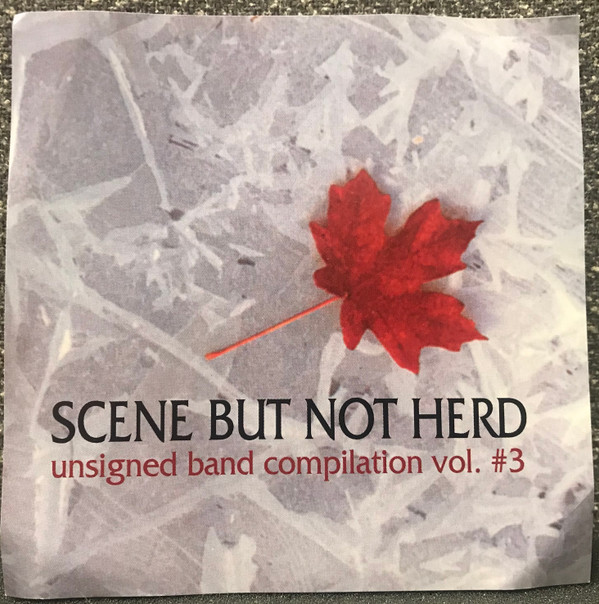 SCENE BUT NOT HERD
unsigned band compilation vol. #3